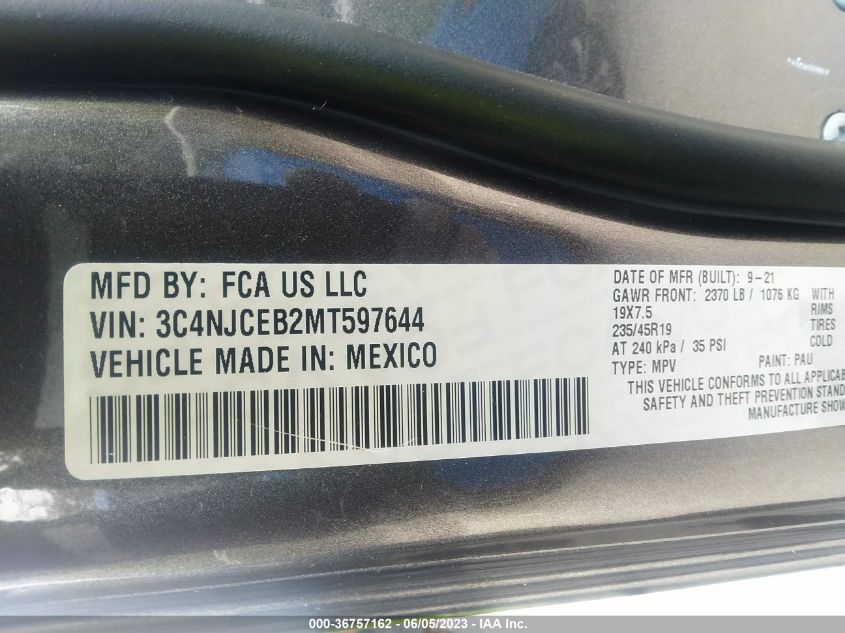 MFD BY: FCA US LLC
VIN: 3C4NJCEB2MT597644
VEHICLE MADE IN: MEXICO
DATE OF MFR (BUILT): 9-21
GAWR FRONT: 2370 LB / 1076 KG WITH
19X7.5 RIMS
235/45R19 TIRES
AT 240 kPa / 35 PSI COLD
TYPE: MPV PAINT: PAU
THIS VEHICLE CONFORMS TO ALL
SAFETY AND THEFT PREVENTION
MANUFACTURE
000-36757162 - 06/05/2023 - IAA Inc.